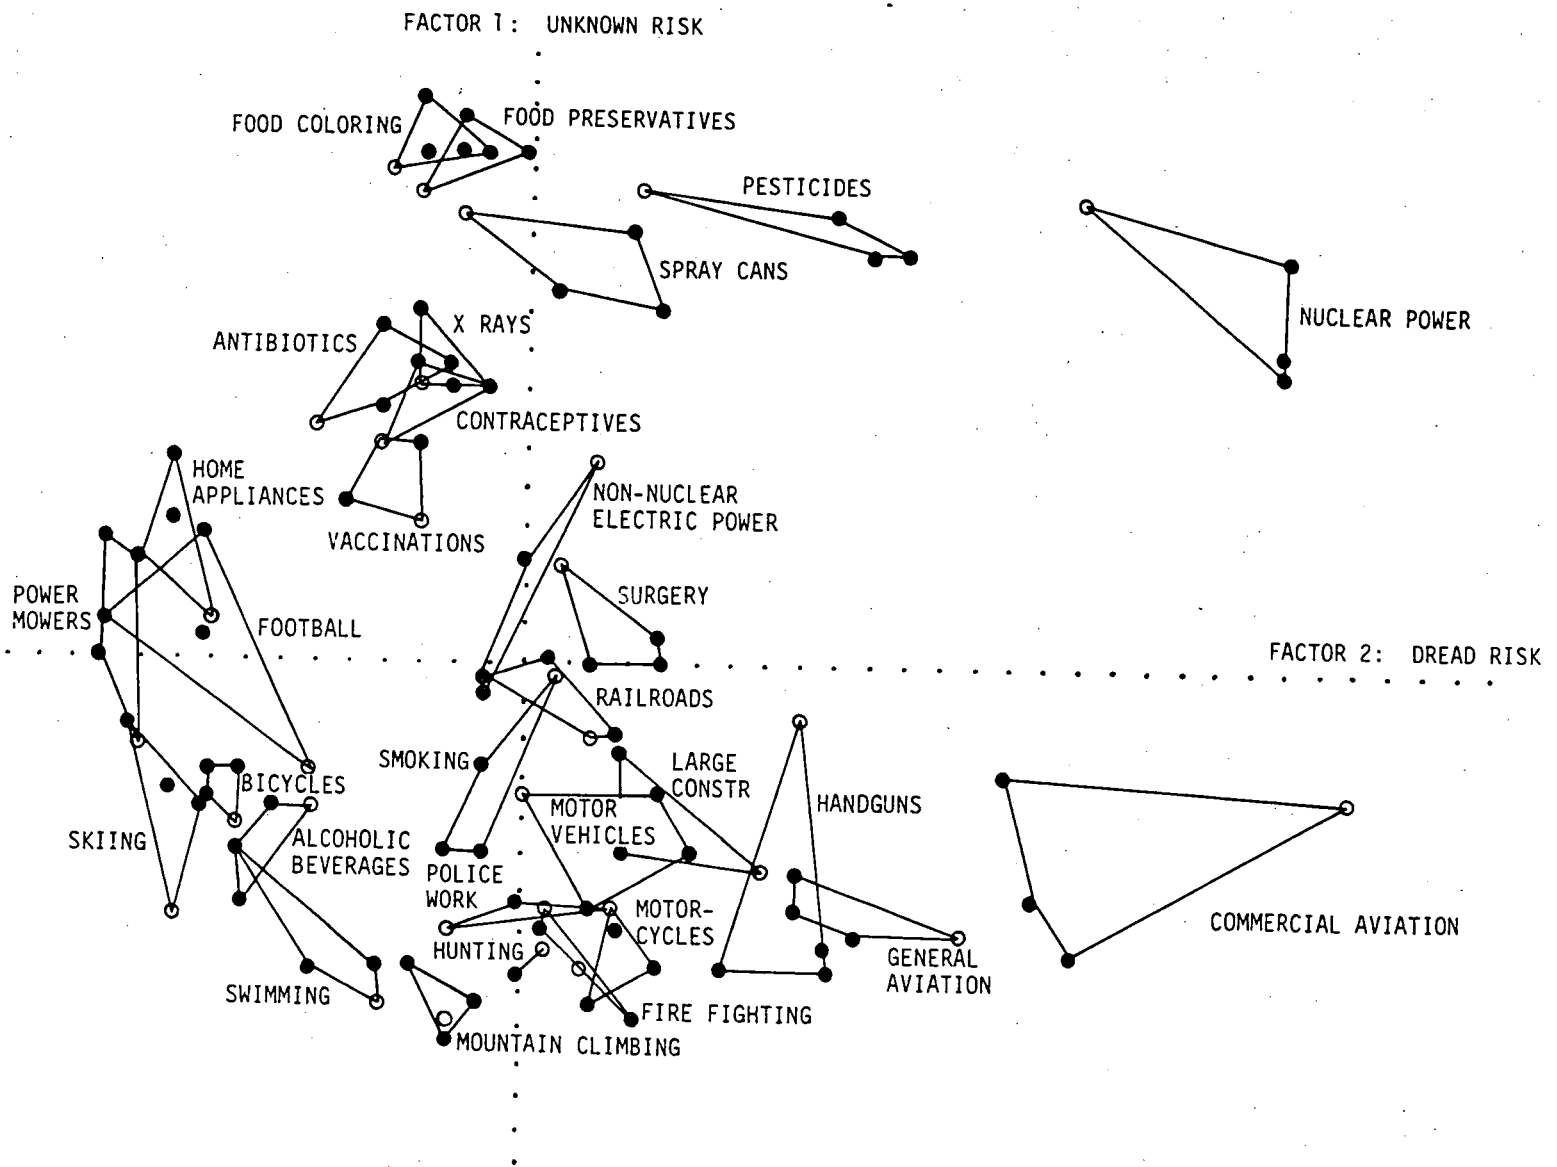 FACTOR 1: UNKNOWN RISK
FOOD COLORING
FOOD PRESERVATIVES
PESTICIDES
SPRAY CANS
NUCLEAR POWER
X RAYS
ANTIBIOTICS
CONTRACEPTIVES
HOME
APPLIANCES
VACCINATIONS
NON-NUCLEAR
ELECTRIC POWER
POWER
MOWERS
FOOTBALL
SURGERY
FACTOR 2: DREAD RISK
RAILROADS
SMOKING
LARGE
CONSTR
BICYCLES
MOTOR
VEHICLES
HANDGUNS
SKIING
ALCOHOLIC
BEVERAGES
POLICE
WORK
MOTOR-
CYCLES
HUNTING
COMMERCIAL AVIATION
GENERAL
AVIATION
SWIMMING
FIRE FIGHTING
MOUNTAIN CLIMBING